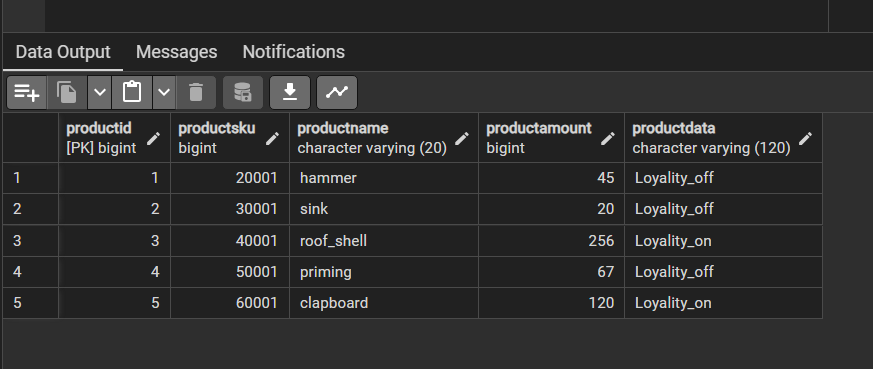 Data Output Messages Notifications
productid productsku productname productamount productdata
[PK] bigint bigint character varying (20) bigint character varying (120)
1 1 20001 hammer 45 Loyality_off
2 2 30001 sink 20 Loyality_off
3 3 40001 roof_shell 256 Loyality_on
4 4 50001 priming 67 Loyality_off
5 5 60001 clapboard 120 Loyality_on